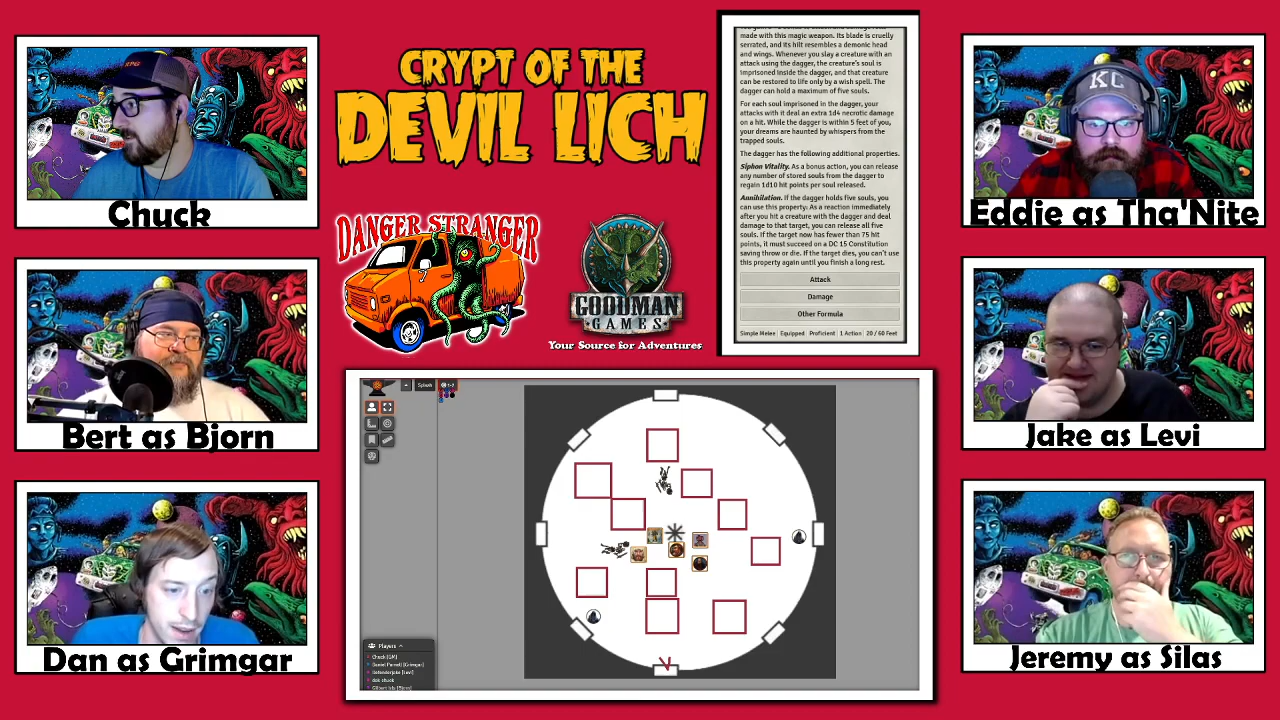 CRYPT OF THE
DEVIL LICH
made with this magic weapon. Its blade is cruelly
serrated, and its hilt resembles a demonic head
and wings. Whenever you slay a creature with an
attack using the dagger, the creature's soul is
imprisoned inside the dagger, and that creature
can be restored to life only by a wish spell. The
dagger can hold a maximum of five souls.
For each soul imprisoned in the dagger, your
attacks with it deal an extra 1d4 necrotic damage
on a hit. While the dagger is within 5 feet of you,
your dreams are haunted by whispers from the
trapped souls.
The dagger has the following additional properties.
Siphon Vitality. As a bonus action, you can release
any number of stored souls from the dagger to
regain 1d10 hit points per soul released.
Annihilation. If the dagger holds five souls, you
can use this property: As a reaction immediately
after you hit a creature with the dagger and deal
damage to that target, you can release all five
souls. If the target now has fewer than 75 hit
points, it must succeed on a DC 15 Constitution
saving throw or die. If the target dies, you can't use
this property again until you finish a long rest.
Attack
Damage
Other Formula
Simple Melee Equipped Proficient 1 Action 20 / 60 Feet
RPG
Chuck
KC
Eddie as Tha'Nite
DANGER STRANGER
GOODMAN
GAMES
Your Source for Adventures
Bert as Bjorn
Jake as Levi
Dan as Grimgar
Jeremy as Silas
Splash
Players
Chuck [GM]